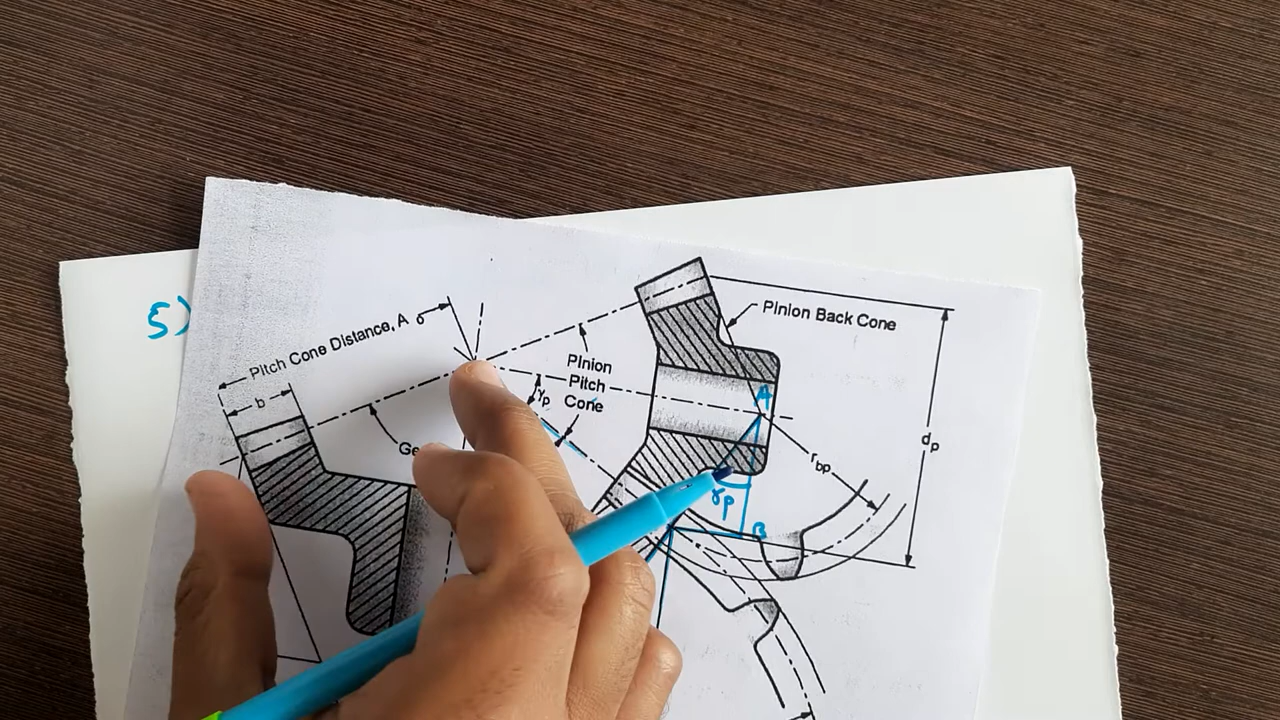 5)
Pitch Cone Distance, A o
b
Pinion Back Cone
Pinion
Pitch
Cone
γp
A
dp
rbp
γp
B